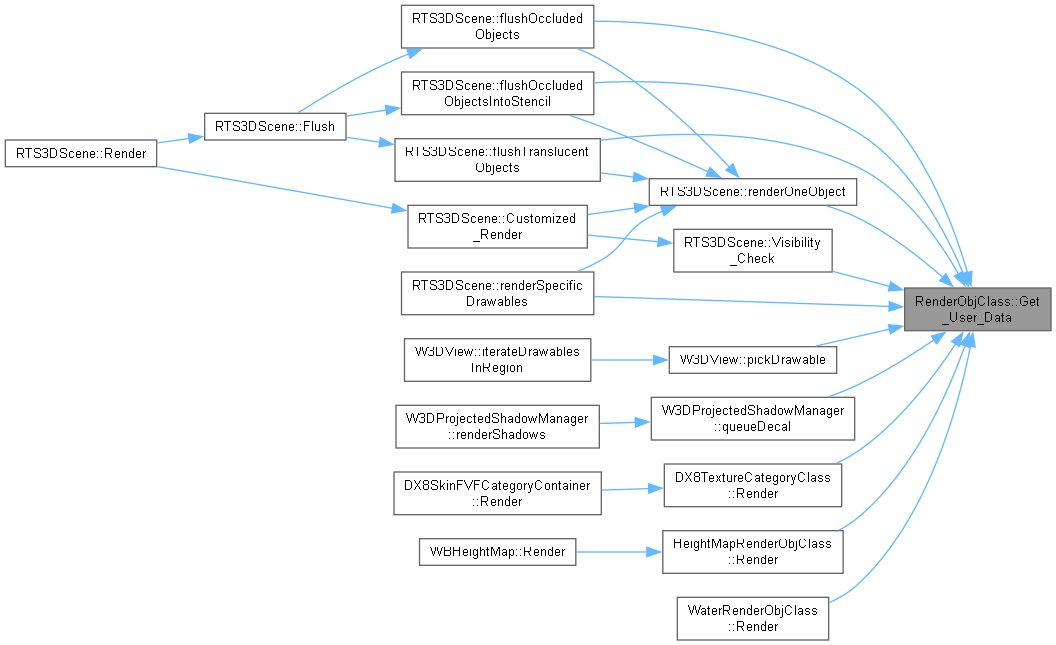 RTS3DScene::flushOccluded
Objects
RTS3DScene::flushOccluded
ObjectsIntoStencil
RTS3DScene::Flush
RTS3DScene::Render
RTS3DScene::flushTranslucent
Objects
RTS3DScene::renderOneObject
RTS3DScene::Customized
_Render
RTS3DScene::Visibility
_Check
RTS3DScene::renderSpecific
Drawables
RenderObjClass::Get
_User_Data
W3DView::iterateDrawables
InRegion
W3DView::pickDrawable
W3DProjectedShadowManager
::renderShadows
W3DProjectedShadowManager
::queueDecal
DX8SkinFVFCategoryContainer
::Render
DX8TextureCategoryClass
::Render
WBHeightMap::Render
HeightMapRenderObjClass
::Render
WaterRenderObjClass
::Render